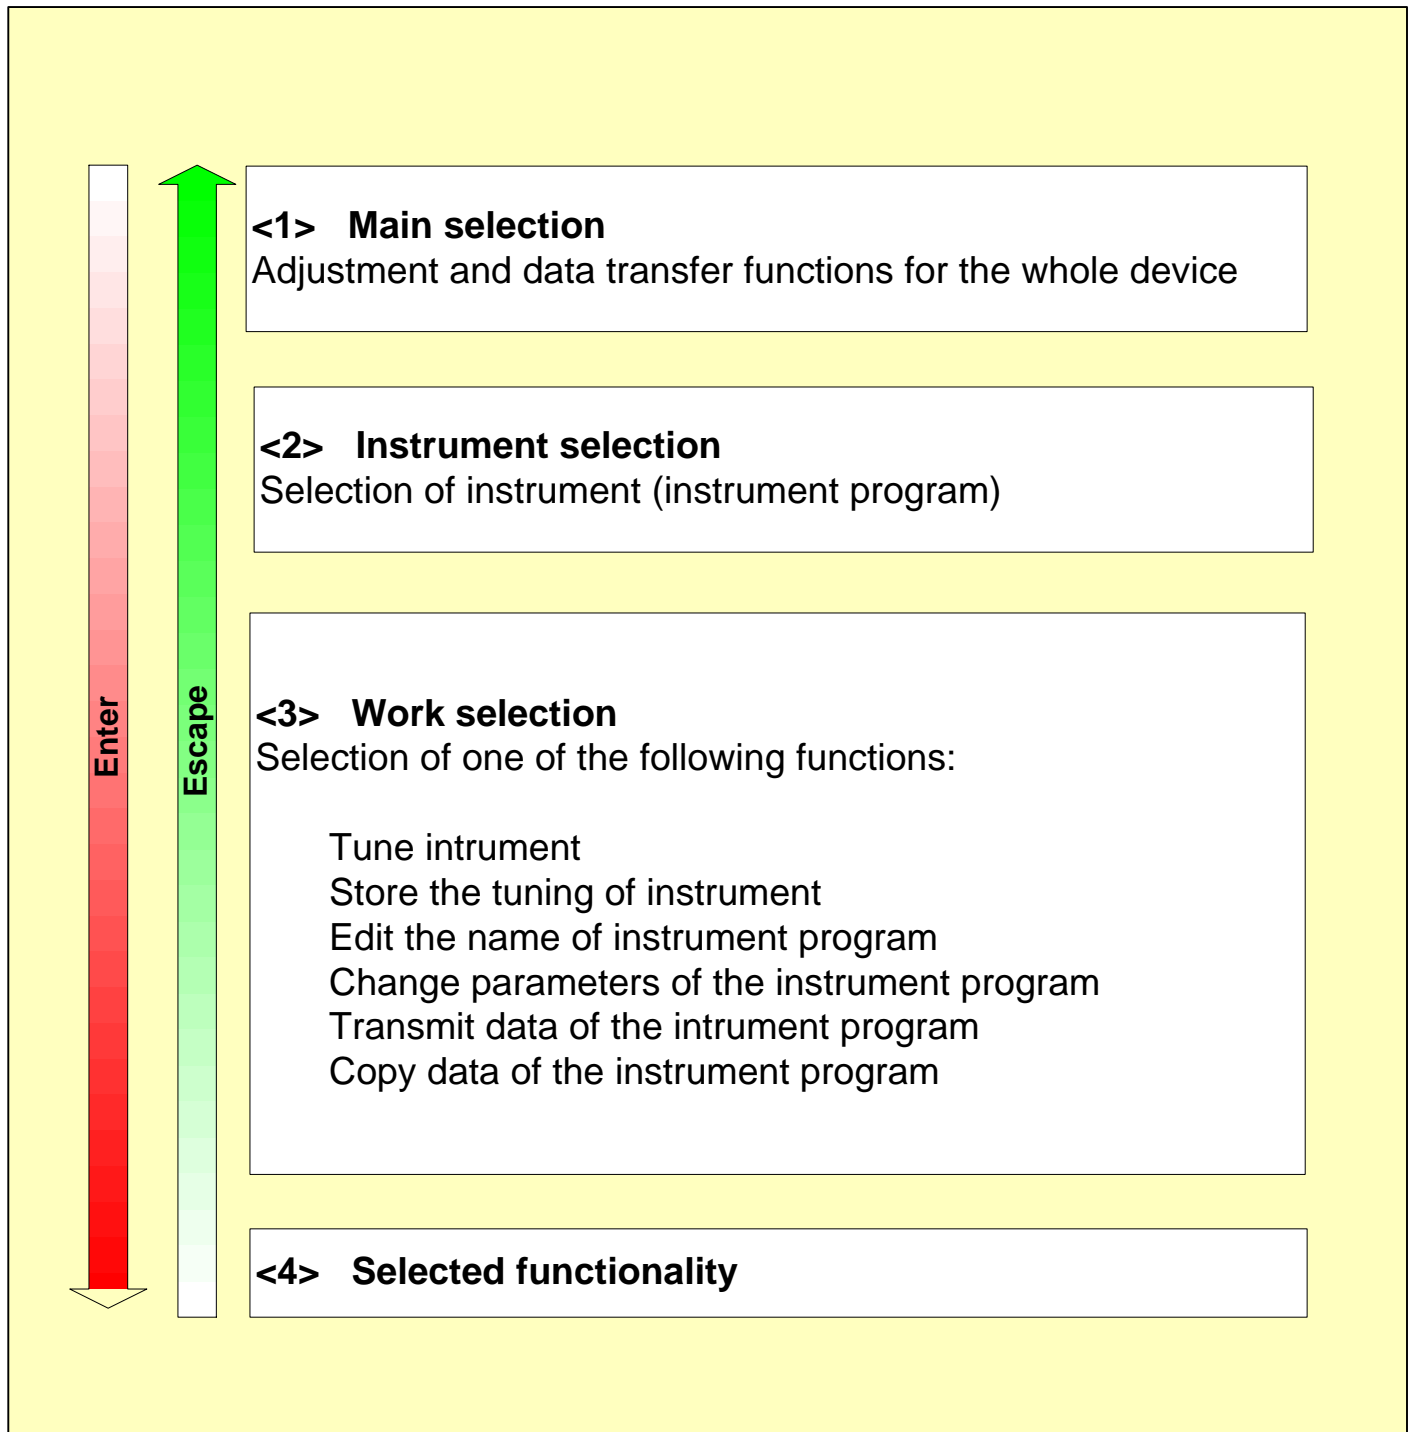 <1> Main selection
Adjustment and data transfer functions for the whole device
<2> Instrument selection
Selection of instrument (instrument program)
Enter
Escape
<3> Work selection
Selection of one of the following functions:
Tune intrument
Store the tuning of instrument
Edit the name of instrument program
Change parameters of the instrument program
Transmit data of the intrument program
Copy data of the instrument program
<4> Selected functionality